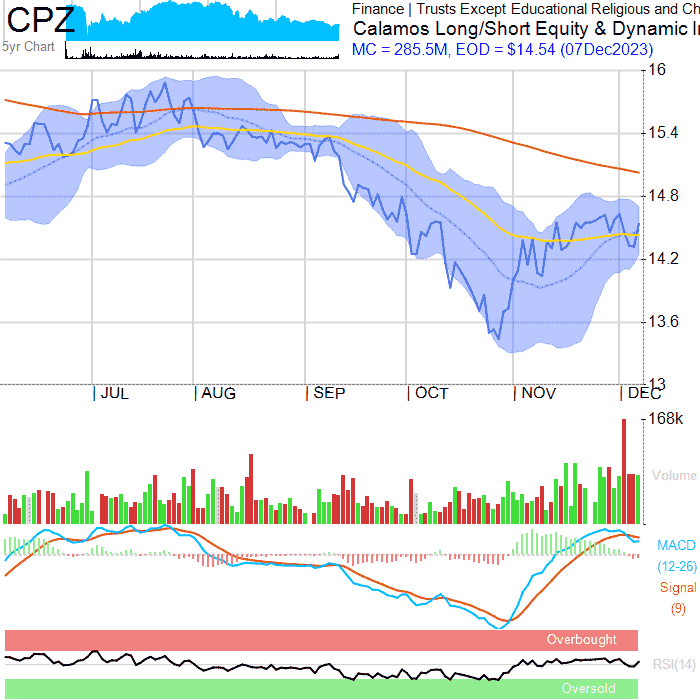 CPZ
5yr Chart
Finance | Trusts Except Educational Religious and Ch
Calamos Long/Short Equity & Dynamic In
MC = 285.5M, EOD = $14.54 (07Dec2023)
16
15.4
14.8
14.2
13.6
13
JUL AUG SEP OCT NOV DEC
168k
Volume
MACD
(12-26)
Signal
(9)
Overbought
RSI(14)
Oversold